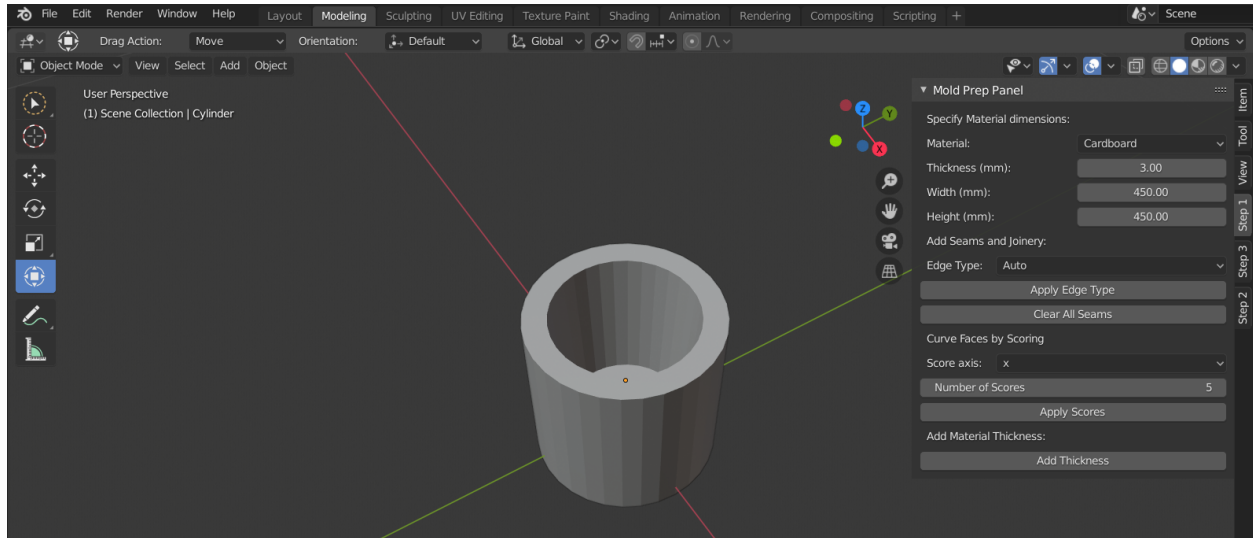 File Edit Render Window Help Layout Modeling Sculpting UV Editing Texture Paint Shading Animation Rendering Compositing Scripting + Scene
Drag Action: Move Orientation: Default Global Options
Object Mode View Select Add Object
User Perspective
(1) Scene Collection | Cylinder
Z
Y
X
Mold Prep Panel
Specify Material dimensions:
Material: Cardboard
Thickness (mm): 3.00
Width (mm): 450.00
Height (mm): 450.00
Add Seams and Joinery:
Edge Type: Auto
Apply Edge Type
Clear All Seams
Curve Faces by Scoring
Score axis: x
Number of Scores 5
Apply Scores
Add Material Thickness:
Add Thickness
Item
Tool
View
Step 1
Step 3
Step 2